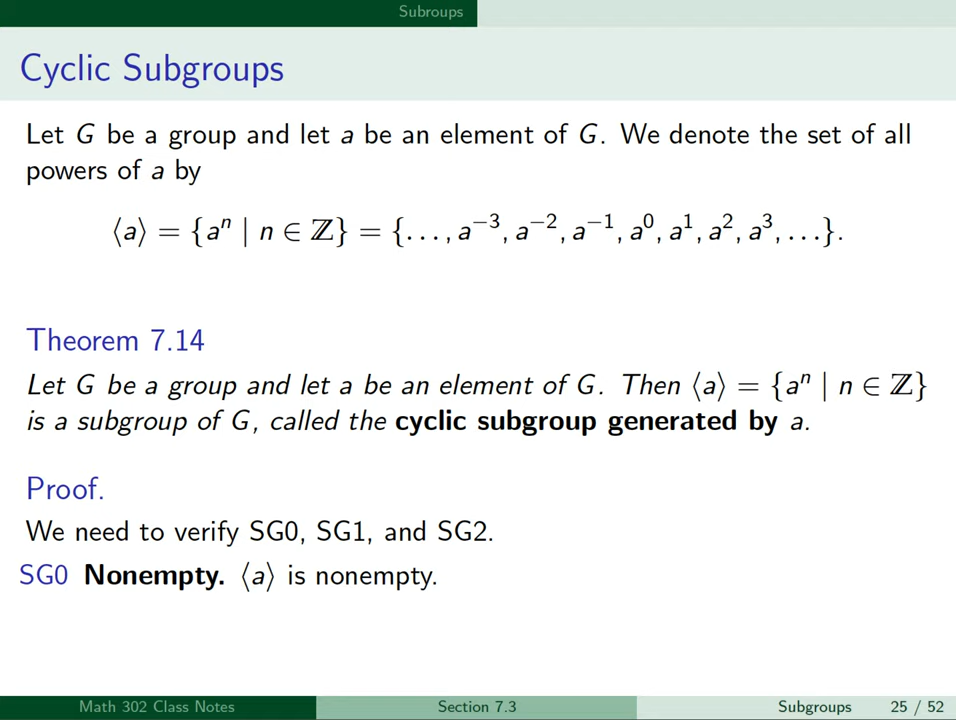 Subroups
Cyclic Subgroups
Let G be a group and let a be an element of G. We denote the set of all
powers of a by
⟨a⟩ = {aⁿ | n ∈ ℤ} = {. . . , a⁻³, a⁻², a⁻¹, a⁰, a¹, a², a³, . . .}.
Theorem 7.14
Let G be a group and let a be an element of G. Then ⟨a⟩ = {aⁿ | n ∈ ℤ}
is a subgroup of G, called the cyclic subgroup generated by a.
Proof.
We need to verify SG0, SG1, and SG2.
SG0 Nonempty. ⟨a⟩ is nonempty.
Math 302 Class Notes Section 7.3 Subgroups 25 / 52